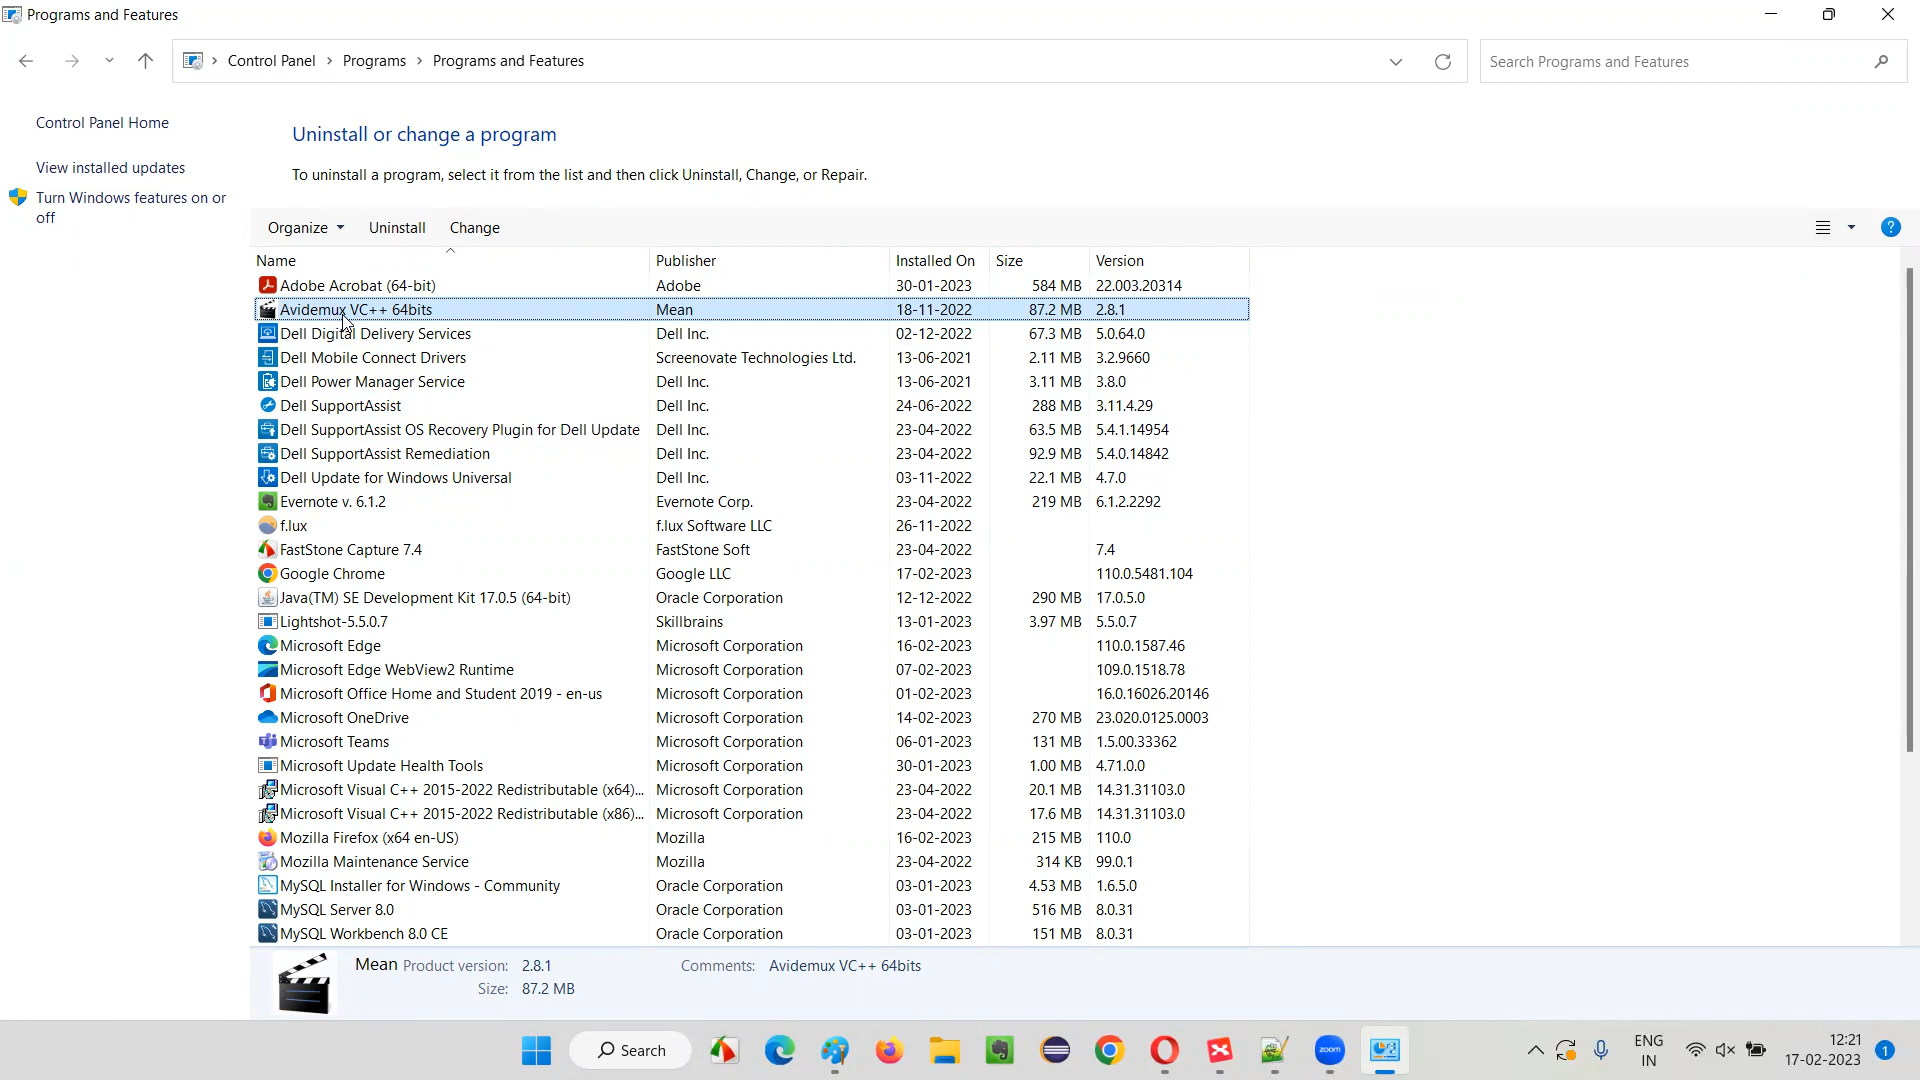 Programs and Features
Control Panel > Programs > Programs and Features
Search Programs and Features
Control Panel Home
View installed updates
Turn Windows features on or
off
Uninstall or change a program
To uninstall a program, select it from the list and then click Uninstall, Change, or Repair.
Organize Uninstall Change
Name Publisher Installed On Size Version
Adobe Acrobat (64-bit) Adobe 30-01-2023 584 MB 22.003.20314
Avidemux VC++ 64bits Mean 18-11-2022 87.2 MB 2.8.1
Dell Digital Delivery Services Dell Inc. 02-12-2022 67.3 MB 5.0.64.0
Dell Mobile Connect Drivers Screenovate Technologies Ltd. 13-06-2021 2.11 MB 3.2.9660
Dell Power Manager Service Dell Inc. 13-06-2021 3.11 MB 3.8.0
Dell SupportAssist Dell Inc. 24-06-2022 288 MB 3.11.4.29
Dell SupportAssist OS Recovery Plugin for Dell Update Dell Inc. 23-04-2022 63.5 MB 5.4.1.14954
Dell SupportAssist Remediation Dell Inc. 23-04-2022 92.9 MB 5.4.0.14842
Dell Update for Windows Universal Dell Inc. 03-11-2022 22.1 MB 4.7.0
Evernote v. 6.1.2 Evernote Corp. 23-04-2022 219 MB 6.1.2.2292
f.lux f.lux Software LLC 26-11-2022
FastStone Capture 7.4 FastStone Soft 23-04-2022 7.4
Google Chrome Google LLC 17-02-2023 110.0.5481.104
Java(TM) SE Development Kit 17.0.5 (64-bit) Oracle Corporation 12-12-2022 290 MB 17.0.5.0
Lightshot-5.5.0.7 Skillbrains 13-01-2023 3.97 MB 5.5.0.7
Microsoft Edge Microsoft Corporation 16-02-2023 110.0.1587.46
Microsoft Edge WebView2 Runtime Microsoft Corporation 07-02-2023 109.0.1518.78
Microsoft Office Home and Student 2019 - en-us Microsoft Corporation 01-02-2023 16.0.16026.20146
Microsoft OneDrive Microsoft Corporation 14-02-2023 270 MB 23.020.0125.0003
Microsoft Teams Microsoft Corporation 06-01-2023 131 MB 1.5.00.33362
Microsoft Update Health Tools Microsoft Corporation 30-01-2023 1.00 MB 4.71.0.0
Microsoft Visual C++ 2015-2022 Redistributable (x64)... Microsoft Corporation 23-04-2022 20.1 MB 14.31.31103.0
Microsoft Visual C++ 2015-2022 Redistributable (x86)... Microsoft Corporation 23-04-2022 17.6 MB 14.31.31103.0
Mozilla Firefox (x64 en-US) Mozilla 16-02-2023 215 MB 110.0
Mozilla Maintenance Service Mozilla 23-04-2022 314 KB 99.0.1
MySQL Installer for Windows - Community Oracle Corporation 03-01-2023 4.53 MB 1.6.5.0
MySQL Server 8.0 Oracle Corporation 03-01-2023 516 MB 8.0.31
MySQL Workbench 8.0 CE Oracle Corporation 03-01-2023 151 MB 8.0.31
Mean Product version: 2.8.1 Comments: Avidemux VC++ 64bits
Size: 87.2 MB
Search
zoom
ENG
IN
12:21
17-02-2023
1